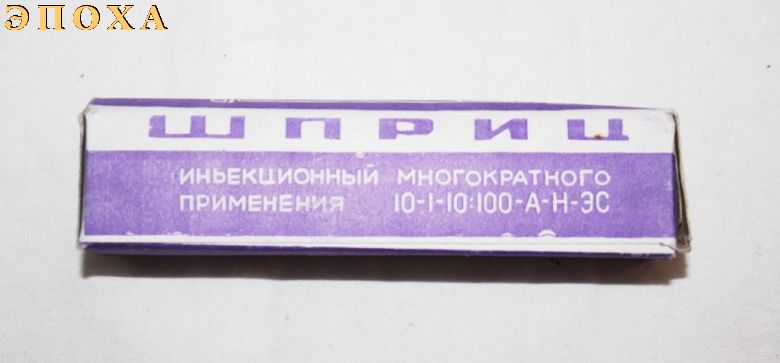 ЭПОХА
ШПРИЦ
ИНЬЕКЦИОННЫЙ МНОГОКРАТНОГО
ПРИМЕНЕНИЯ 10-1-10:100-А-Н-ЭС